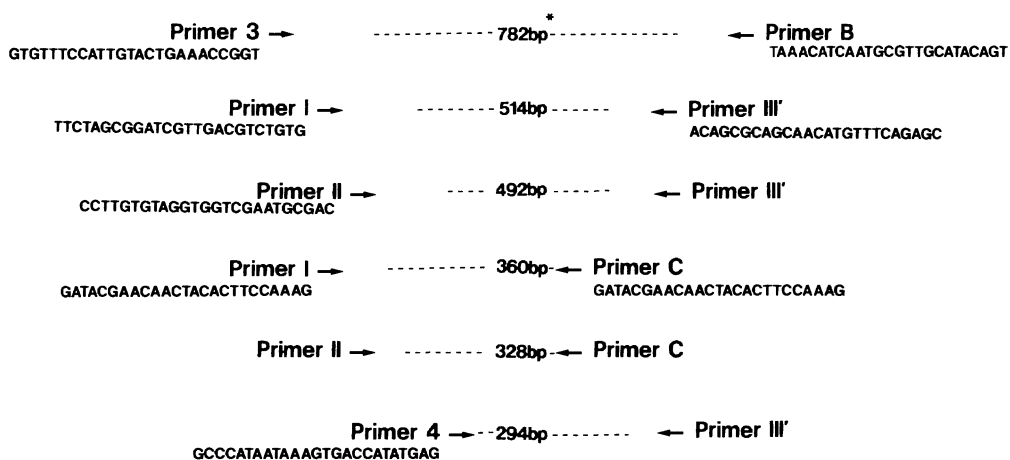 Primer 3 → 782bp* ← Primer B
GTGTTTCCATTGTACTGAAACCGGT TAAACATCAATGCGTTGCATACAGT
Primer I → 514bp ← Primer III'
TTCTAGCGGATCGTTGACGTCTGTG ACAGCGCAGCAACATGTTTCAGAGC
Primer II → 492bp ← Primer III'
CCTTGTGTAGGTGGTCGAATGCGAC
Primer I → 360bp ← Primer C
GATACGAACAACTACACTTCCAAAG GATACGAACAACTACACTTCCAAAG
Primer II → 328bp ← Primer C
Primer 4 → 294bp ← Primer III'
GCCCATAATAAAGTGACCATATGAG